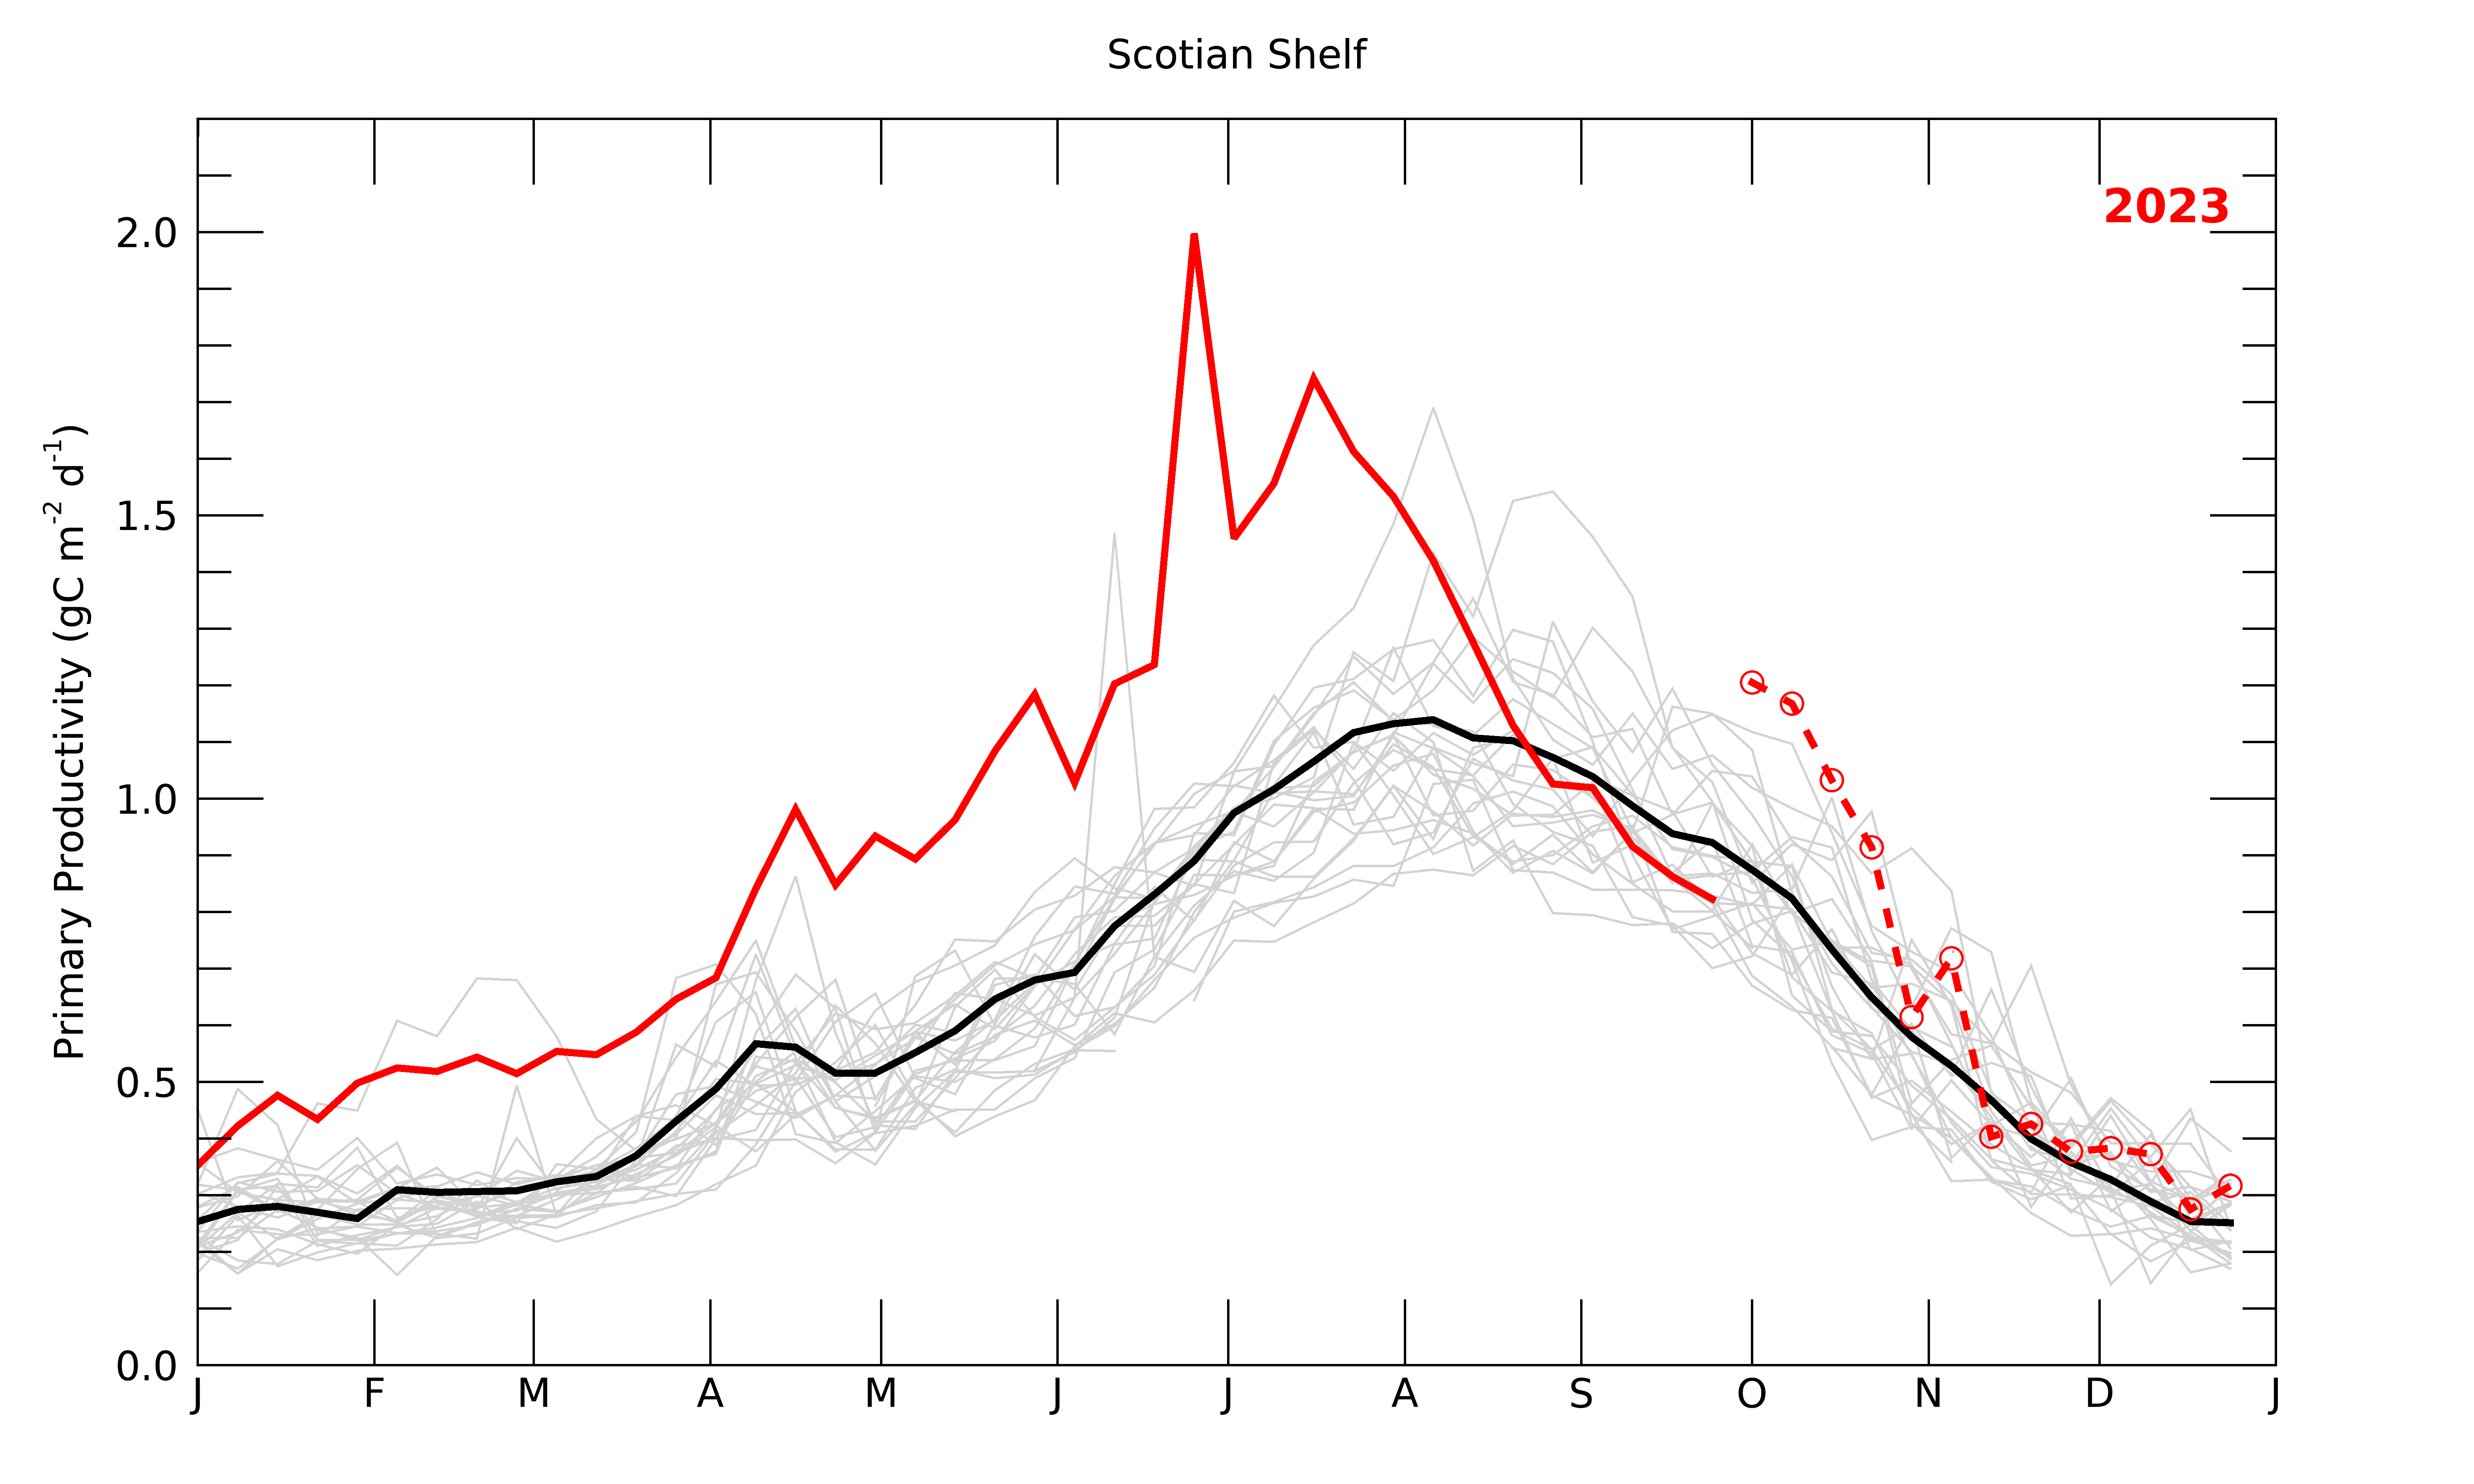 Scotian Shelf
2023
Primary Productivity (gC m⁻² d⁻¹)
2.0
1.5
1.0
0.5
0.0
J F M A M J J A S O N D J